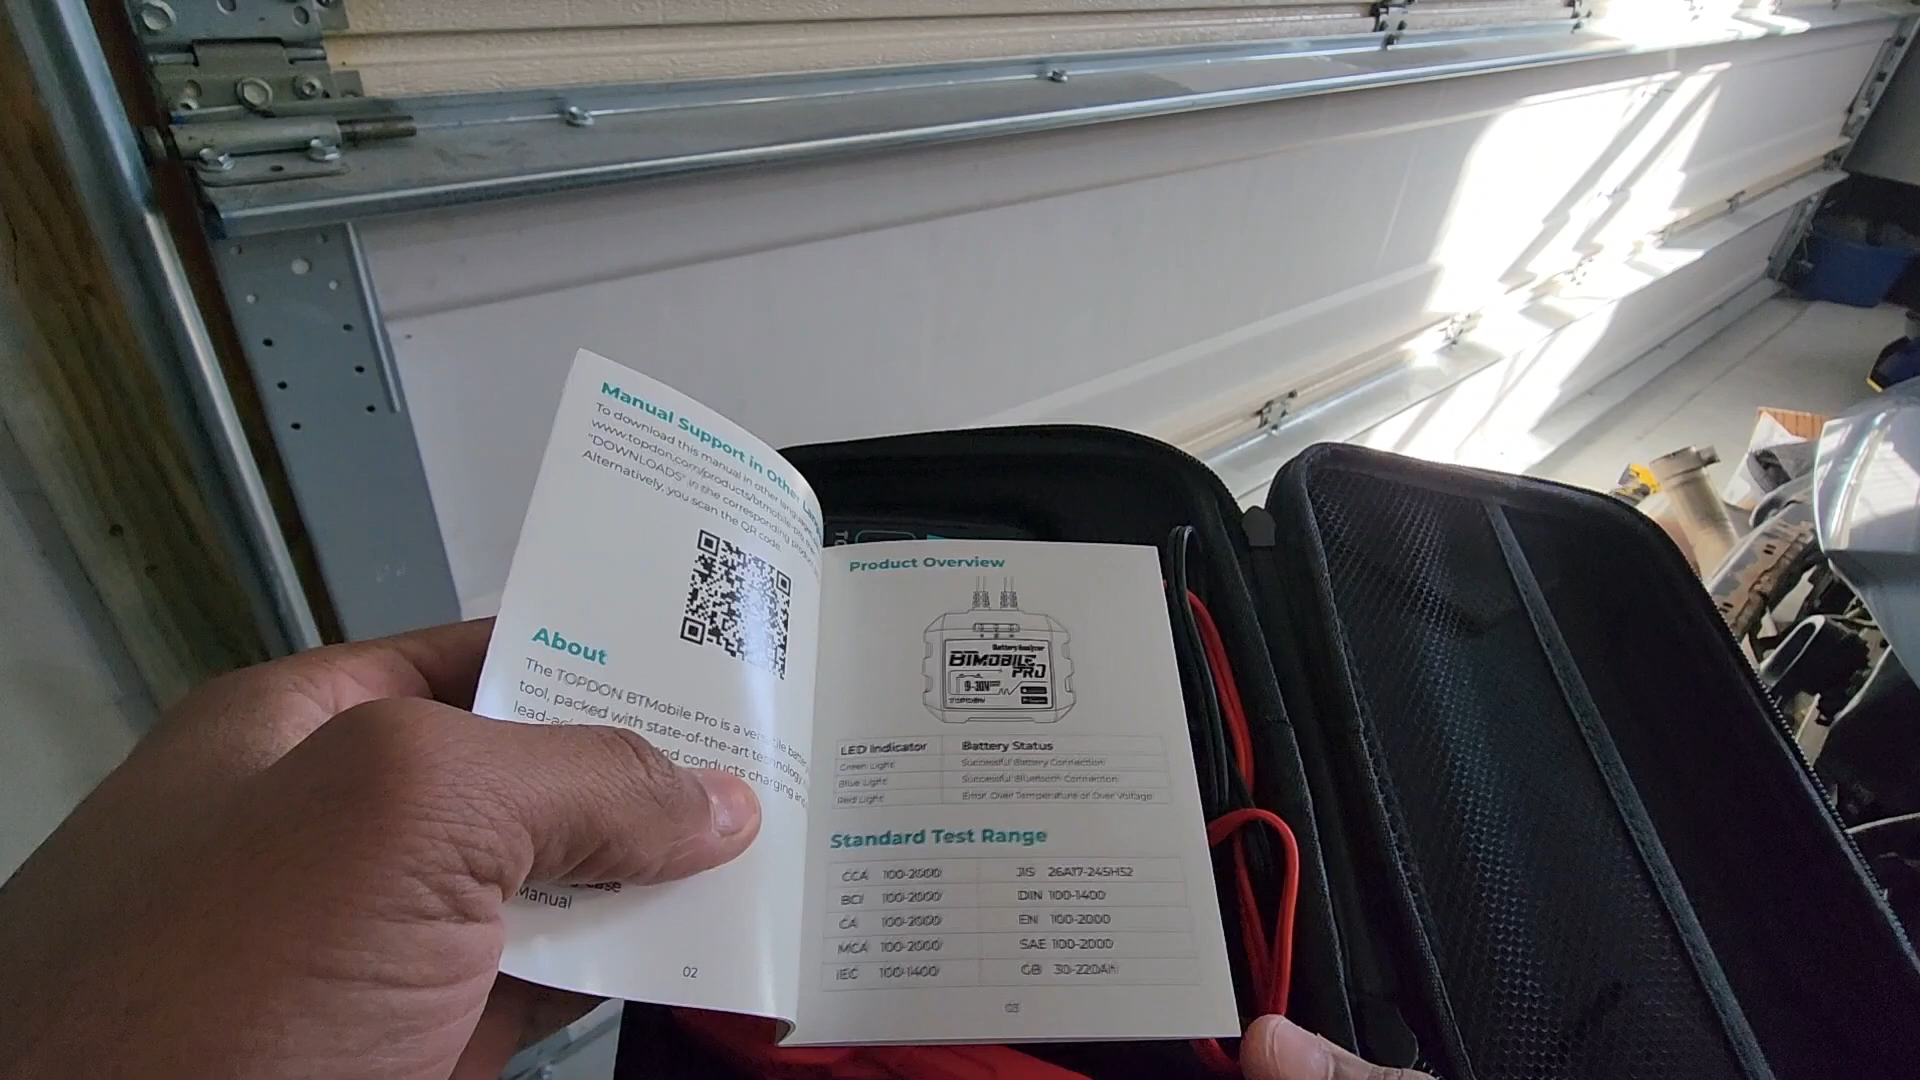 Manual Support in Other
To download this manual in other languages,
www.topdon.com/products/btmobile-pro,
"DOWNLOADS" in the corresponding product
Alternatively, you scan the QR code.
About
The TOPDON BTMobile Pro is a versatile
tool, packed with state-of-the-art technology
and conducts charging and
Manual
02
Product Overview
Battery Analyzer
BTMOBILE
PRO
9-30V
TOPDON
LED Indicator Battery Status
Green Light Successful Battery Connection
Blue Light Successful Bluetooth Connection
Red Light Error: Over Temperature or Over Voltage
Standard Test Range
CCA 100-2000 JIS 26A17-245H52
BCI 100-2000 DIN 100-1400
CA 100-2000 EN 100-2000
MCA 100-2000 SAE 100-2000
IEC 100-1400 GB 30-220Ah
03